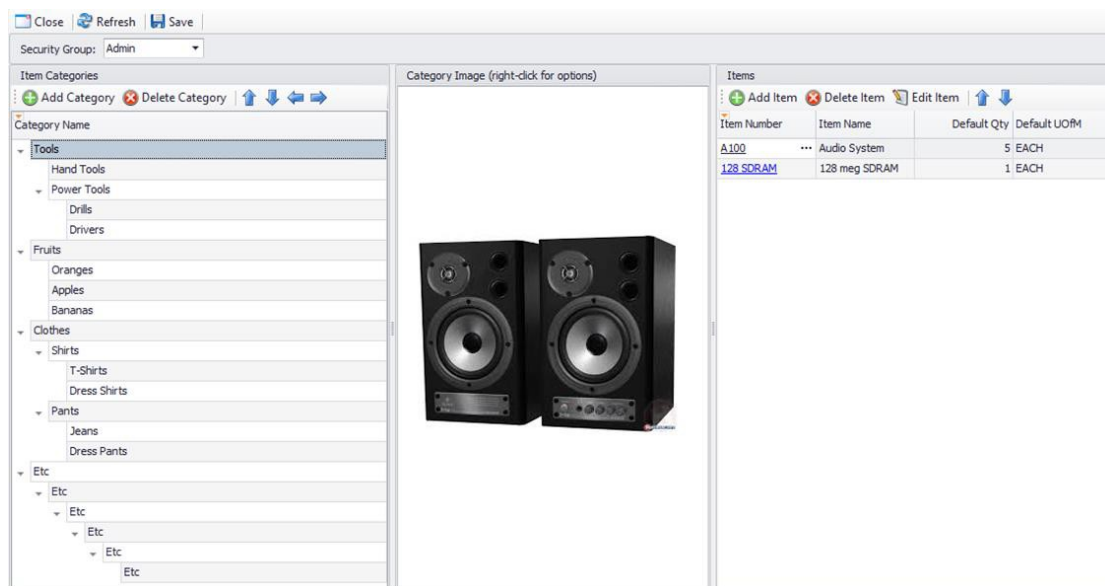 Close Refresh Save
Security Group: Admin
Item Categories
Add Category Delete Category
Category Name
Tools
Hand Tools
Power Tools
Drills
Drivers
Fruits
Oranges
Apples
Bananas
Clothes
Shirts
T-Shirts
Dress Shirts
Pants
Jeans
Dress Pants
Etc
Etc
Etc
Etc
Etc
Etc
Category Image (right-click for options)
Items
Add Item Delete Item Edit Item
Item Number Item Name Default Qty Default UOfM
A100 ... Audio System 5 EACH
128 SDRAM 128 meg SDRAM 1 EACH